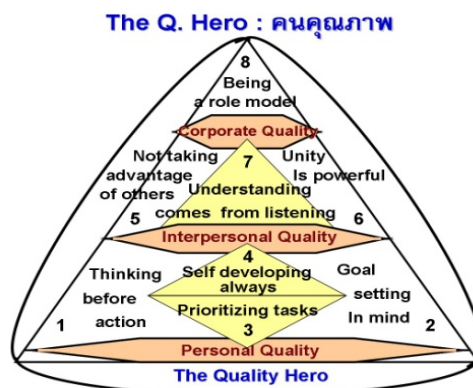 The Q. Hero : คนคุณภาพ
8
Being
a role model
Corporate Quality
Not taking
advantage
of others
5
7
Understanding
comes from listening
Unity
Is powerful
6
Interpersonal Quality
Thinking
before
action
1
4
Self developing
always
Prioritizing tasks
3
Goal
setting
In mind
2
Personal Quality
The Quality Hero